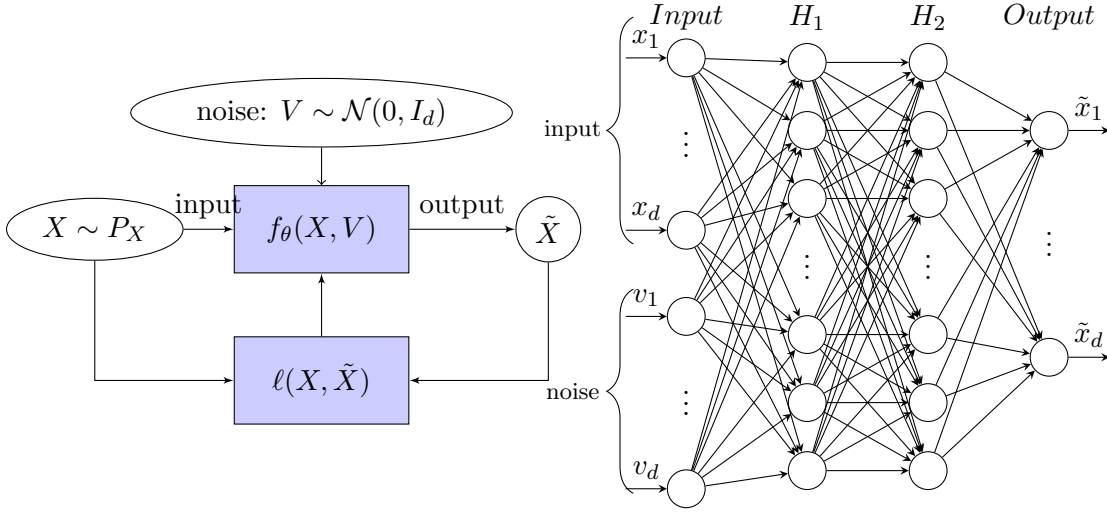 noise: V ∼ 𝒩(0, I_d)
X ∼ P_X
input
f_θ(X, V)
output
X̃
ℓ(X, X̃)
Input
H_1
H_2
Output
x_1
⋮
input
x_d
v_1
noise
⋮
v_d
⋮
⋮
x̃_1
⋮
x̃_d